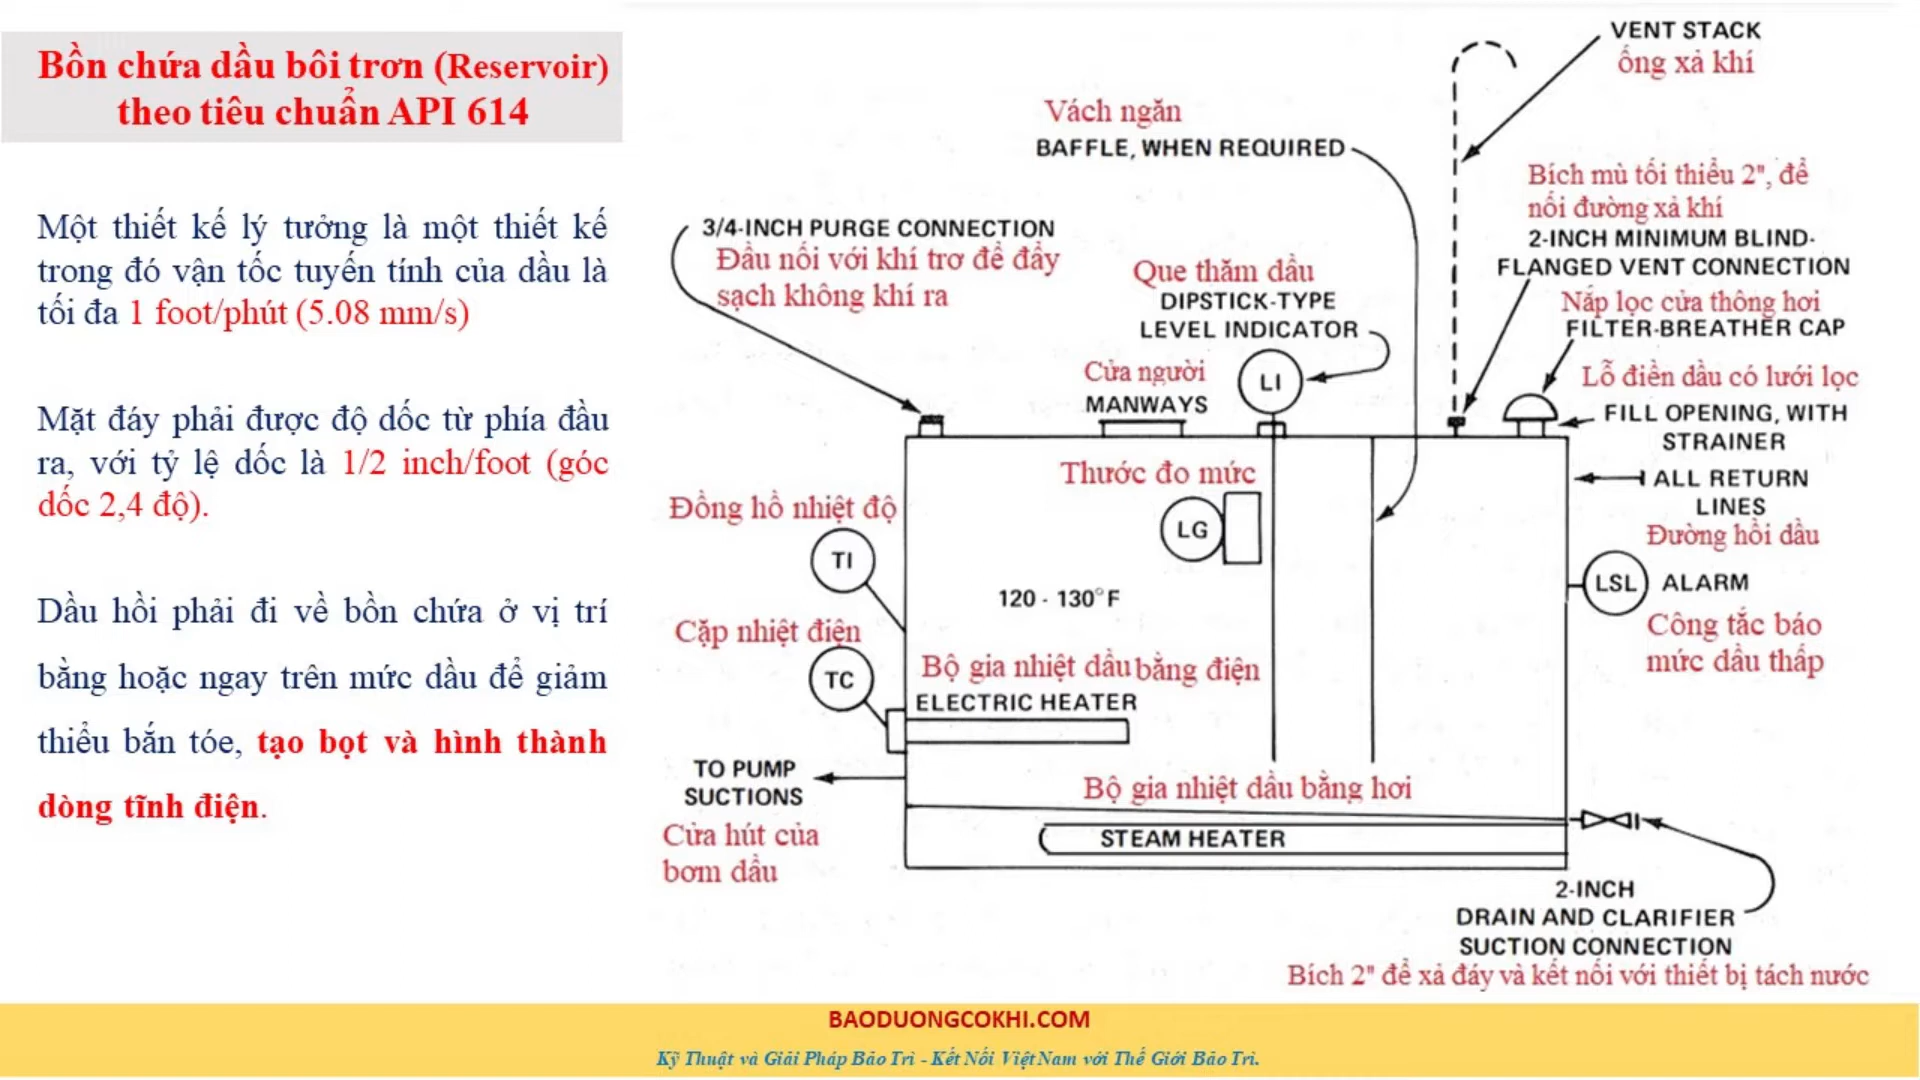 Bồn chứa dầu bôi trơn (Reservoir)
theo tiêu chuẩn API 614
Một thiết kế lý tưởng là một thiết kế
trong đó vận tốc tuyến tính của dầu là
tối đa 1 foot/phút (5.08 mm/s)
Mặt đáy phải được độ dốc từ phía đầu
ra, với tỷ lệ dốc là 1/2 inch/foot (góc
dốc 2,4 độ).
Dầu hồi phải đi về bồn chứa ở vị trí
bằng hoặc ngay trên mức dầu để giảm
thiểu bắn tóe, tạo bọt và hình thành
dòng tĩnh điện.
VENT STACK
ống xả khí
Vách ngăn
BAFFLE, WHEN REQUIRED
Bích mù tối thiểu 2", để
nối đường xả khí
2-INCH MINIMUM BLIND-
FLANGED VENT CONNECTION
3/4-INCH PURGE CONNECTION
Đầu nối với khí trơ để đẩy
sạch không khí ra
Que thăm dầu
DIPSTICK-TYPE
LEVEL INDICATOR
Nắp lọc cửa thông hơi
FILTER-BREATHER CAP
Cửa người
MANWAYS
LI
Lỗ điền dầu có lưới lọc
FILL OPENING, WITH
STRAINER
Thước đo mức
LG
ALL RETURN
LINES
Đường hồi dầu
Đồng hồ nhiệt độ
TI
120 - 130°F
LSL ALARM
Công tắc báo
mức dầu thấp
Cặp nhiệt điện
TC
Bộ gia nhiệt dầu bằng điện
ELECTRIC HEATER
TO PUMP
SUCTIONS
Cửa hút của
bơm dầu
Bộ gia nhiệt dầu bằng hơi
STEAM HEATER
2-INCH
DRAIN AND CLARIFIER
SUCTION CONNECTION
Bích 2" để xả đáy và kết nối với thiết bị tách nước
BAODUONGCOKHI.COM
Kỹ Thuật và Giải Pháp Bảo Trì - Kết Nối Việt Nam với Thế Giới Bảo Trì.